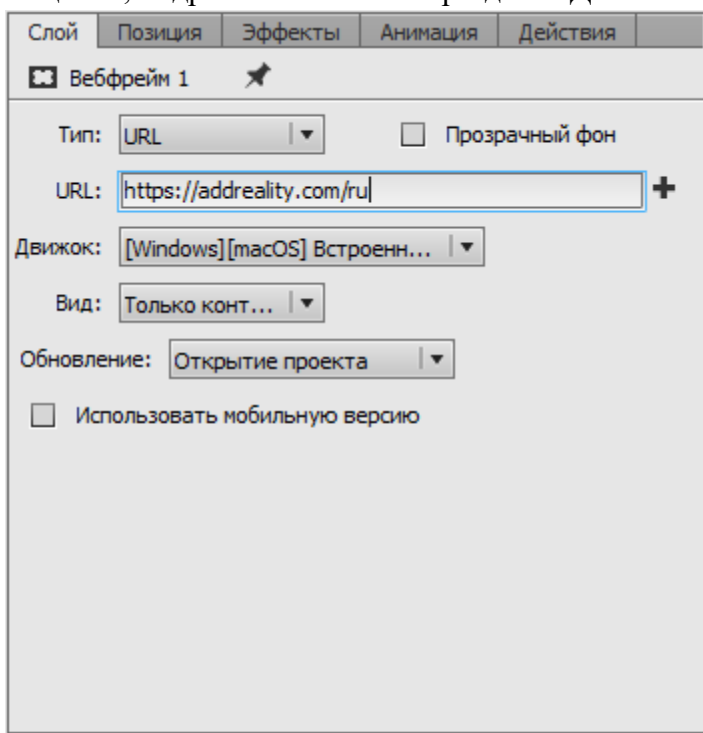 Слой Позиция Эффекты Анимация Действия
Вебфрейм 1
Тип: URL Прозрачный фон
URL: https://addreality.com/ru
Движок: [Windows][macOS] Встроенн...
Вид: Только конт...
Обновление: Открытие проекта
Использовать мобильную версию